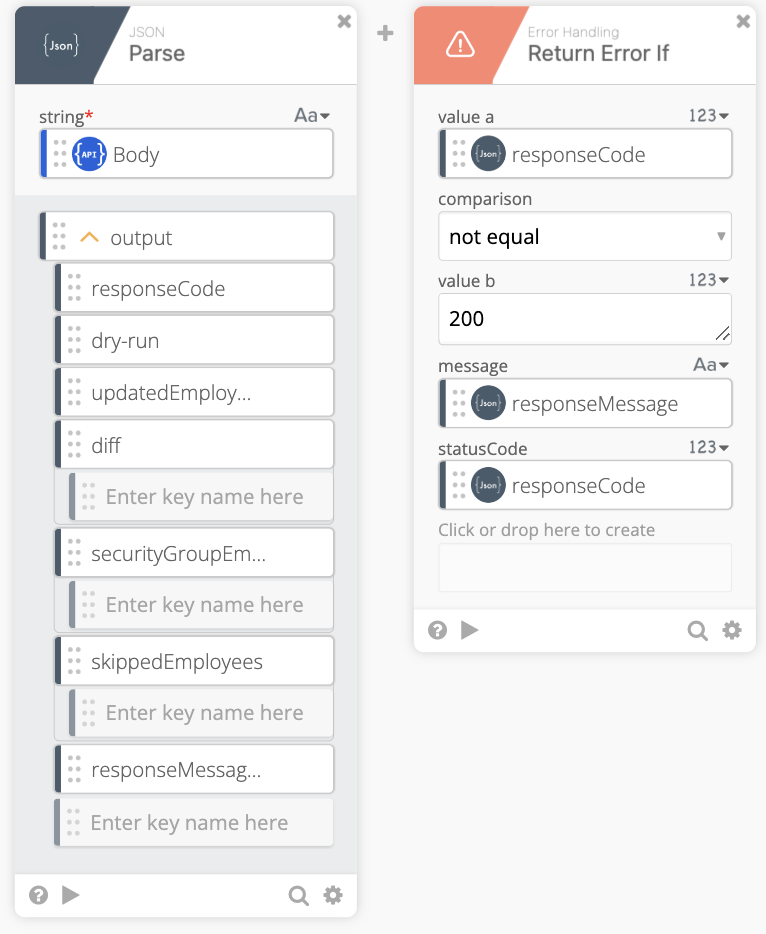 {Json}
JSON
Parse
string*
Aa
{API}
Body
output
responseCode
dry-run
updatedEmploy...
diff
Enter key name here
securityGroupEm...
Enter key name here
skippedEmployees
Enter key name here
responseMessag...
Enter key name here
Error Handling
Return Error If
value a
123
{Json}
responseCode
comparison
not equal
value b
123
200
message
Aa
{Json}
responseMessage
statusCode
123
{Json}
responseCode
Click or drop here to create